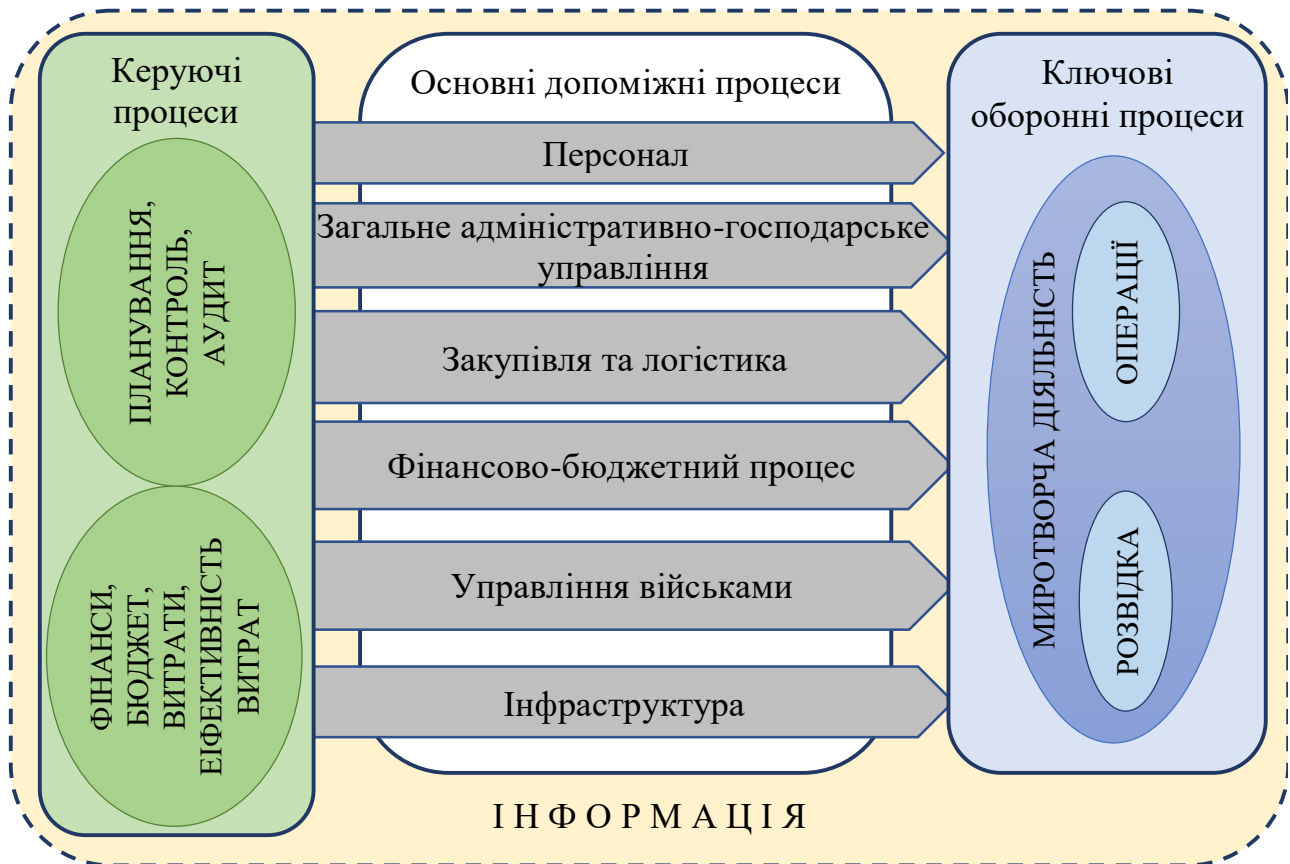 Керуючі
процеси
ПЛАНУВАННЯ,
КОНТРОЛЬ,
АУДИТ
ФІНАНСИ,
БЮДЖЕТ,
ВИТРАТИ,
ЕІФЕКТИВНІСТЬ
ВИТРАТ
Основні допоміжні процеси
Персонал
Загальне адміністративно-господарське
управління
Закупівля та логістика
Фінансово-бюджетний процес
Управління військами
Інфраструктура
Ключові
оборонні процеси
МИРОТВОРЧА ДІЯЛЬНІСТЬ
ОПЕРАЦІЇ
РОЗВІДКА
І Н Ф О Р М А Ц І Я